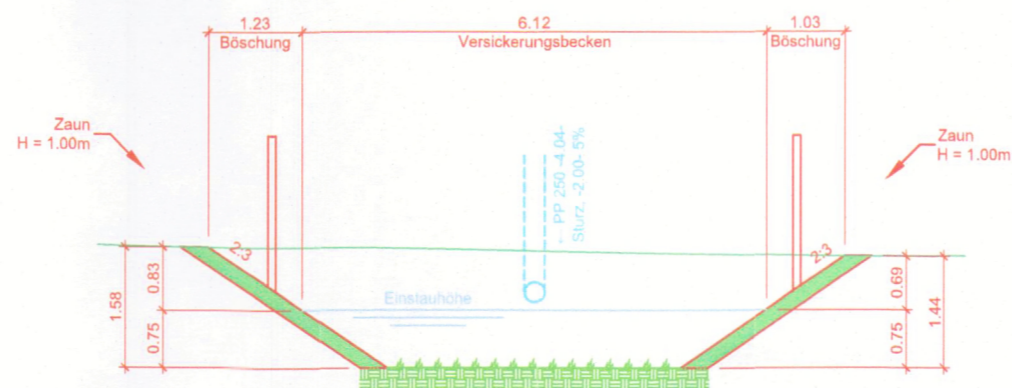 1.23
Böschung
6.12
Versickerungsbecken
1.03
Böschung
Zaun
H = 1.00m
Zaun
H = 1.00m
← PP 250 -4.04-
Sturz, -2.00- 5%
2:3
2:3
Einstauhöhe
1.58
0.83
0.75
0.69
0.75
1.44